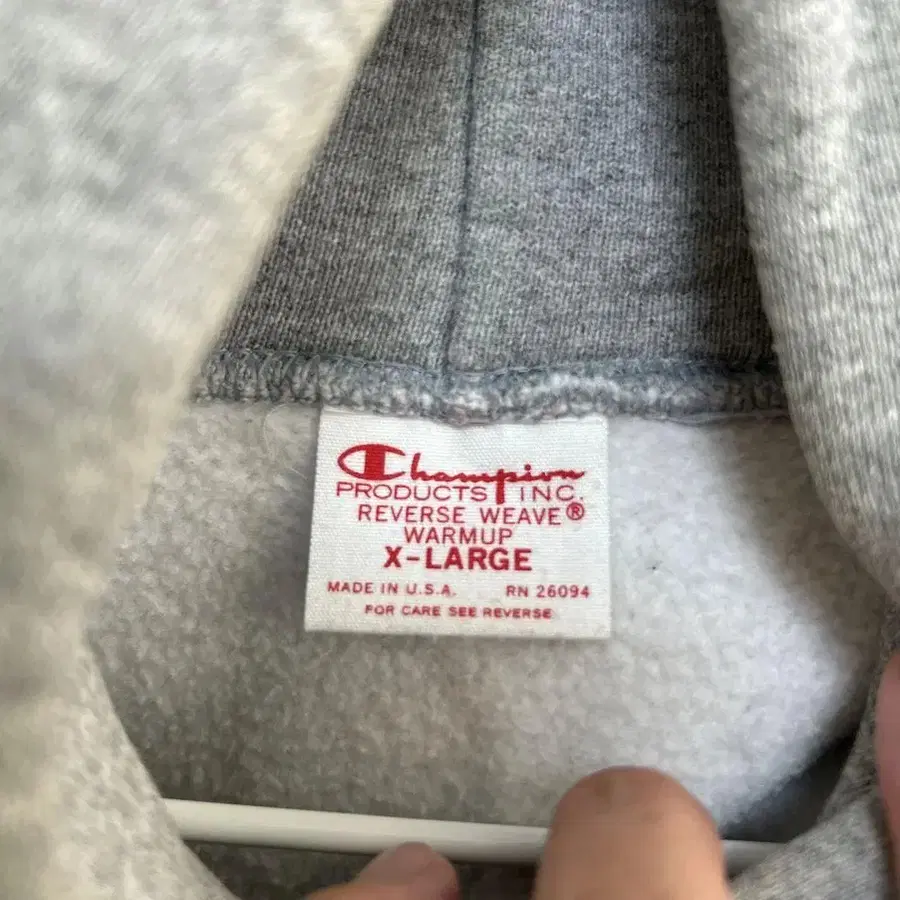 Champion
PRODUCTS INC.
REVERSE WEAVE®
WARMUP
X-LARGE
MADE IN U.S.A. RN 26094
FOR CARE SEE REVERSE